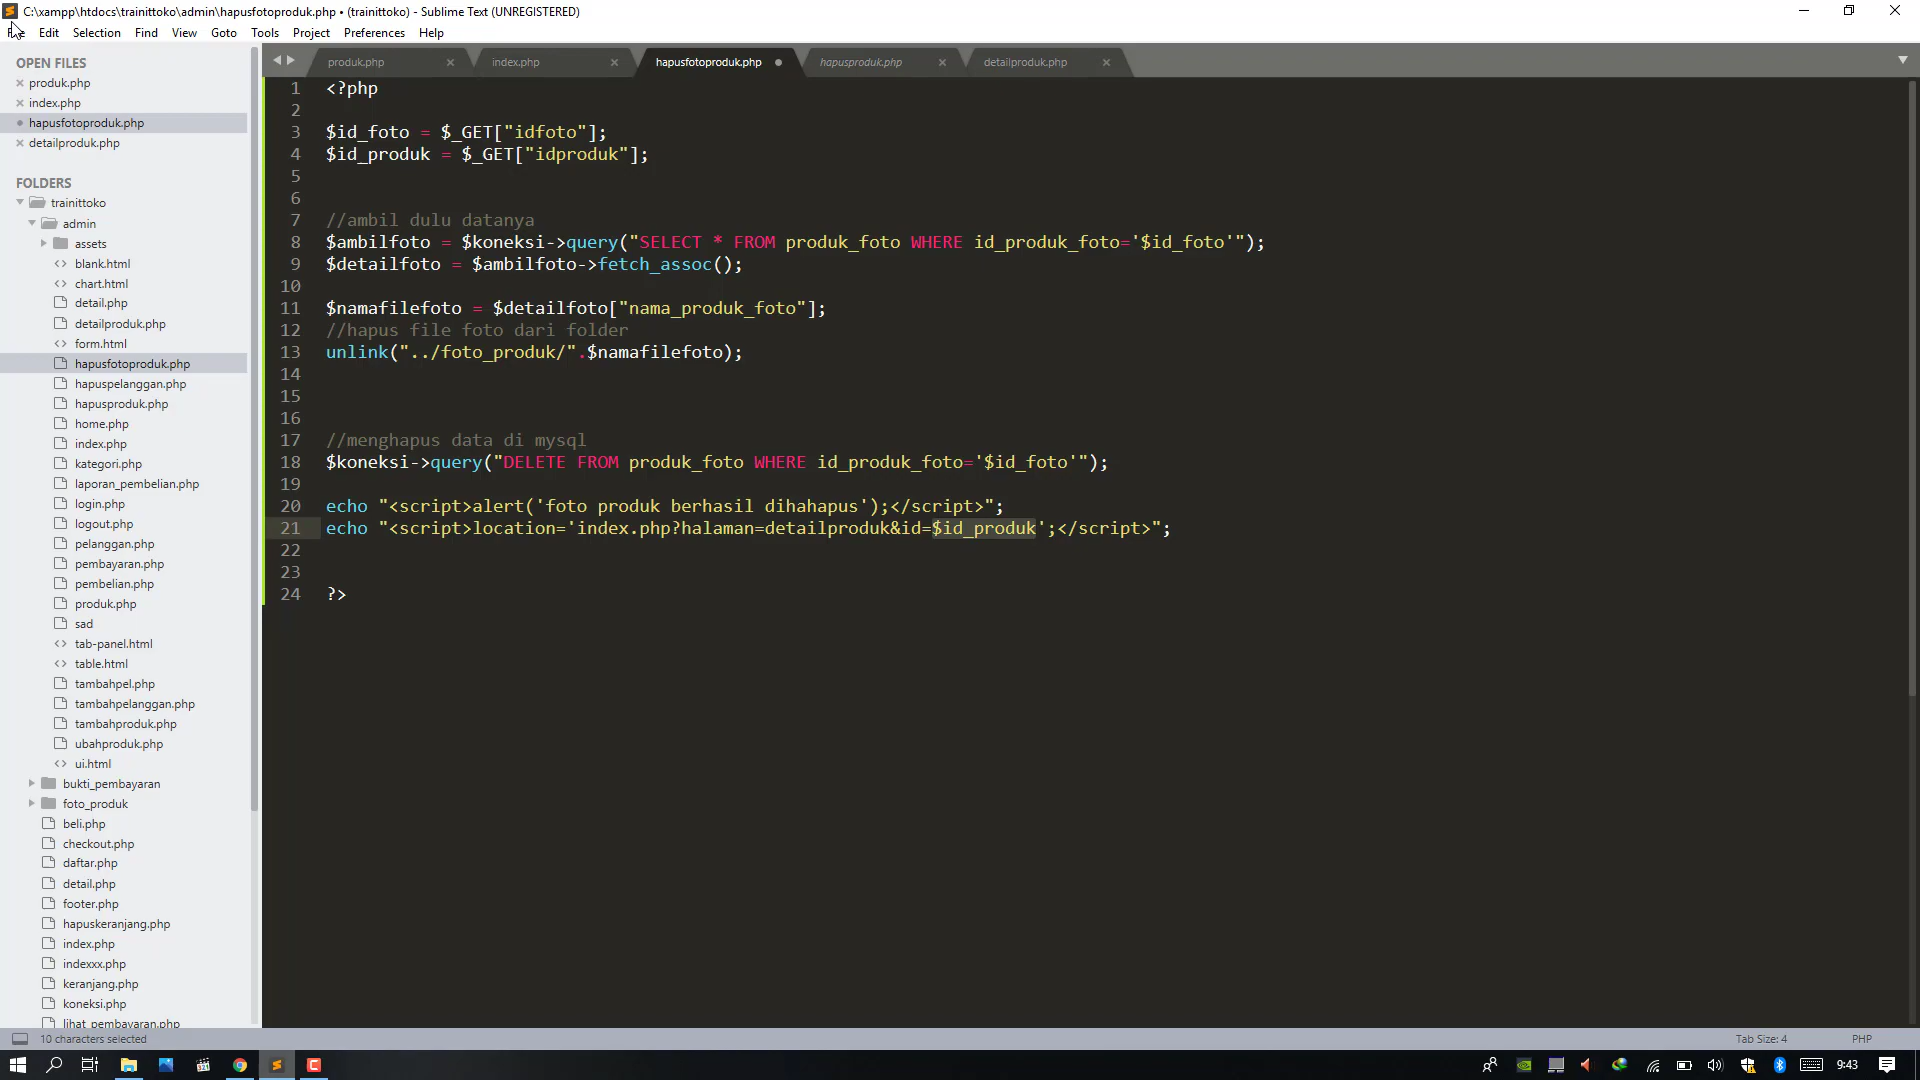 C:\xampp\htdocs\trainittoko\admin\hapusfotoproduk.php • (trainittoko) - Sublime Text (UNREGISTERED)
Edit Selection Find View Goto Tools Project Preferences Help
OPEN FILES
produk.php
index.php
hapusfotoproduk.php
detailproduk.php
FOLDERS
trainittoko
admin
assets
blank.html
chart.html
detail.php
detailproduk.php
form.html
hapusfotoproduk.php
hapuspelanggan.php
hapusproduk.php
home.php
index.php
kategori.php
laporan_pembelian.php
login.php
logout.php
pelanggan.php
pembayaran.php
pembelian.php
produk.php
sad
tab-panel.html
table.html
tambahpel.php
tambahpelanggan.php
tambahproduk.php
ubahproduk.php
ui.html
bukti_pembayaran
foto_produk
beli.php
checkout.php
daftar.php
detail.php
footer.php
hapuskeranjang.php
index.php
indexxx.php
keranjang.php
koneksi.php
lihat_pembayaran.php
produk.php index.php hapusfotoproduk.php hapusproduk.php detailproduk.php
1 <?php
2
3 $id_foto = $_GET["idfoto"];
4 $id_produk = $_GET["idproduk"];
5
6
7 //ambil dulu datanya
8 $ambilfoto = $koneksi->query("SELECT * FROM produk_foto WHERE id_produk_foto='$id_foto'");
9 $detailfoto = $ambilfoto->fetch_assoc();
10
11 $namafilefoto = $detailfoto["nama_produk_foto"];
12 //hapus file foto dari folder
13 unlink("../foto_produk/".$namafilefoto);
14
15
16
17 //menghapus data di mysql
18 $koneksi->query("DELETE FROM produk_foto WHERE id_produk_foto='$id_foto'");
19
20 echo "<script>alert('foto produk berhasil dihahapus');</script>";
21 echo "<script>location='index.php?halaman=detailproduk&id=$id_produk';</script>";
22
23
24 ?>
10 characters selected
Tab Size: 4 PHP
9:43